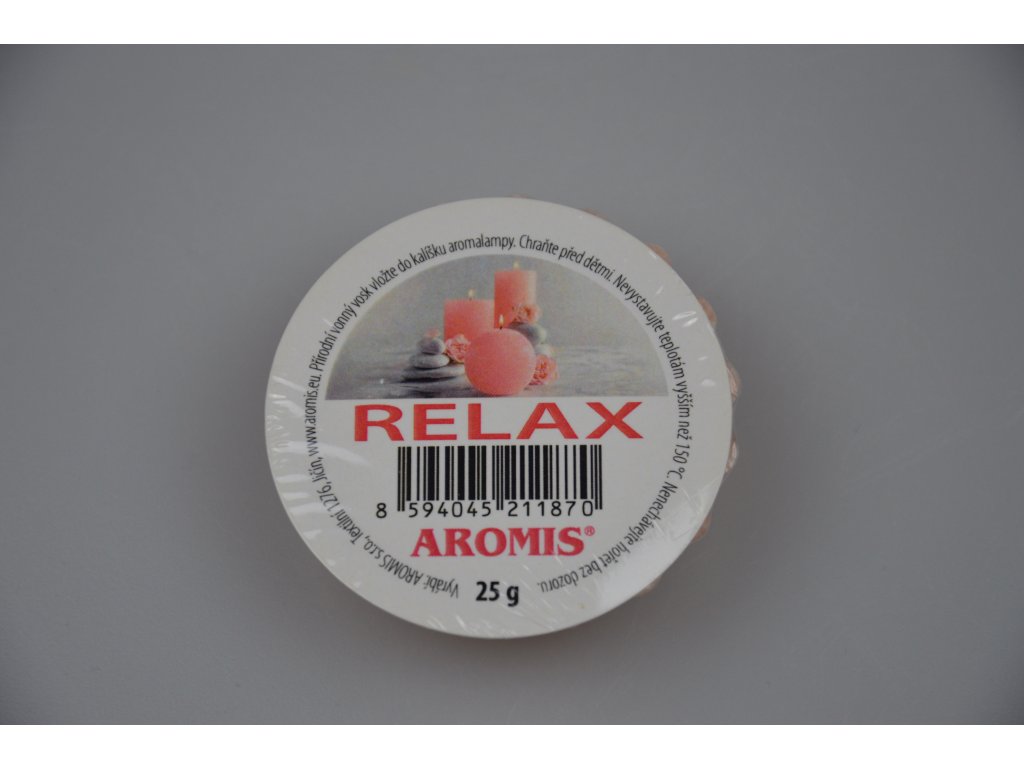 Vyrábí: AROMIS s.r.o., Textilní 1276, Jičín, www.aromis.eu. Přírodní vonný vosk vložte do kalíšku aromalampy. Chraňte před dětmi. Nevystavujte teplotám vyšším než 150 °C. Nenechávejte hořet bez dozoru.
RELAX
8 594045 211870
AROMIS®
25 g